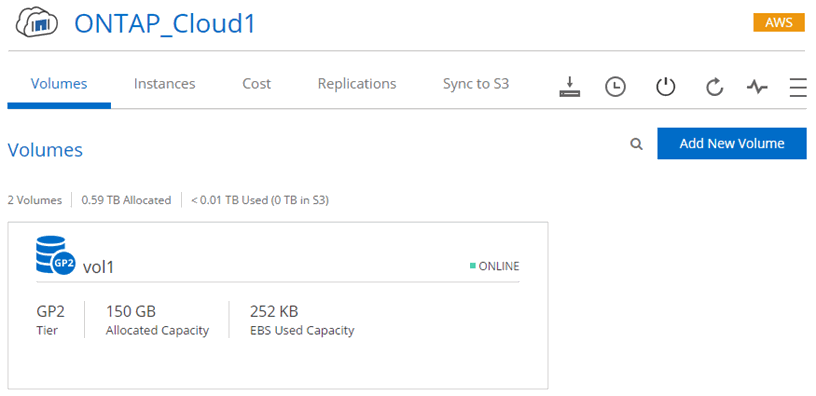 ONTAP_Cloud1
AWS
Volumes Instances Cost Replications Sync to S3
Volumes
Add New Volume
2 Volumes 0.59 TB Allocated < 0.01 TB Used (0 TB in S3)
GP2 vol1
ONLINE
GP2 150 GB 252 KB
Tier Allocated Capacity EBS Used Capacity